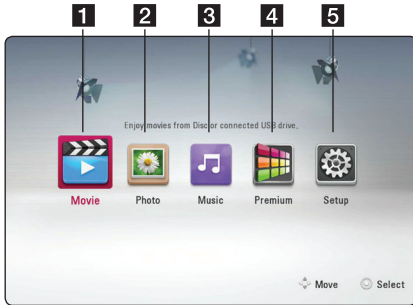 1 2 3 4 5
Enjoy movies from Disc or connected USB drive.
Movie Photo Music Premium Setup
Move Select